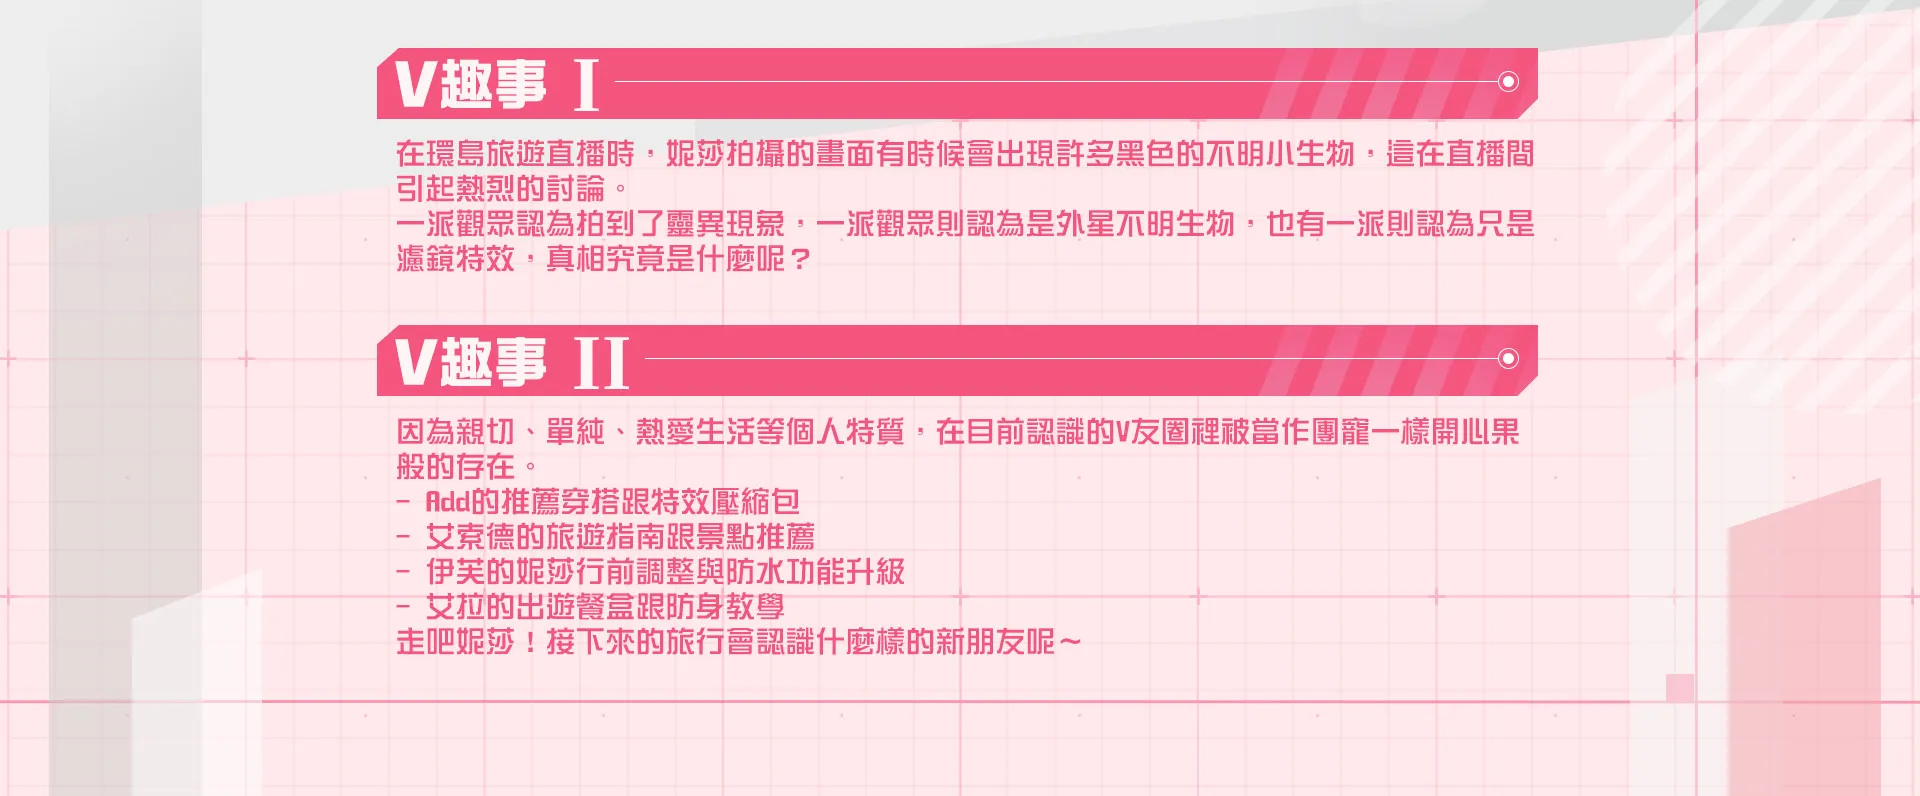 V趣事 I
在環島旅遊直播時，妮莎拍攝的畫面有時候會出現許多黑色的不明小生物，這在直播間
引起熱烈的討論。
一派觀眾認為拍到了靈異現象，一派觀眾則認為是外星不明生物，也有一派則認為只是
濾鏡特效，真相究竟是什麼呢？
V趣事 II
因為親切、單純、熱愛生活等個人特質，在目前認識的V友圈裡被當作團寵一樣開心果
般的存在。
- Add的推薦穿搭跟特效壓縮包
- 艾索德的旅遊指南跟景點推薦
- 伊芙的妮莎行前調整與防水功能升級
- 艾拉的出遊餐盒跟防身教學
走吧妮莎！接下來的旅行會認識什麼樣的新朋友呢～